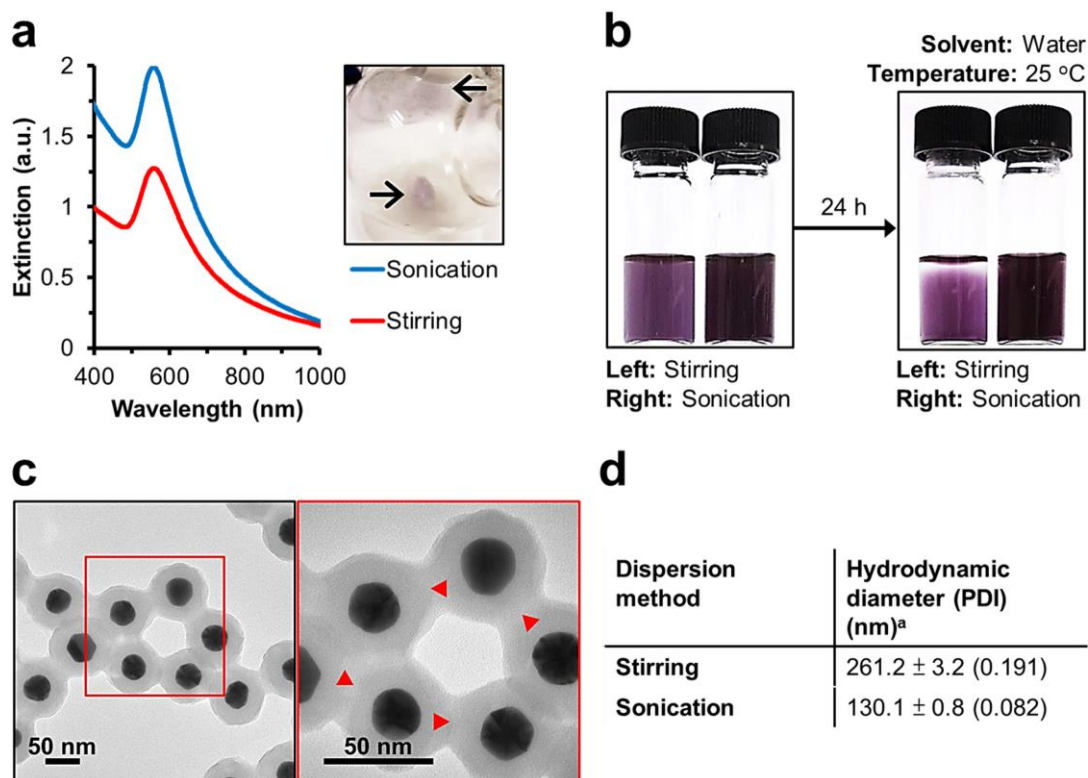 a
2
1.5
1
0.5
0
Extinction (a.u.)
400 600 800 1000
Wavelength (nm)
Sonication
Stirring
b
Solvent: Water
Temperature: 25 °C
24 h
Left: Stirring
Right: Sonication
Left: Stirring
Right: Sonication
c
50 nm
50 nm
d
Dispersion
method
Hydrodynamic
diameter (PDI)
(nm)ᵃ
Stirring
261.2 ± 3.2 (0.191)
Sonication
130.1 ± 0.8 (0.082)